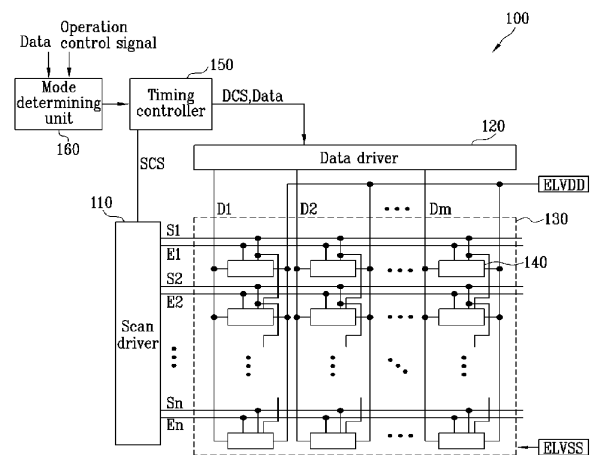 100
Data
Operation
control signal
150
Mode
determining
unit
Timing
controller
DCS,Data
160
120
SCS
Data driver
ELVDD
110
D1
D2
Dm
130
S1
E1
140
S2
E2
Scan
driver
Sn
En
ELVSS